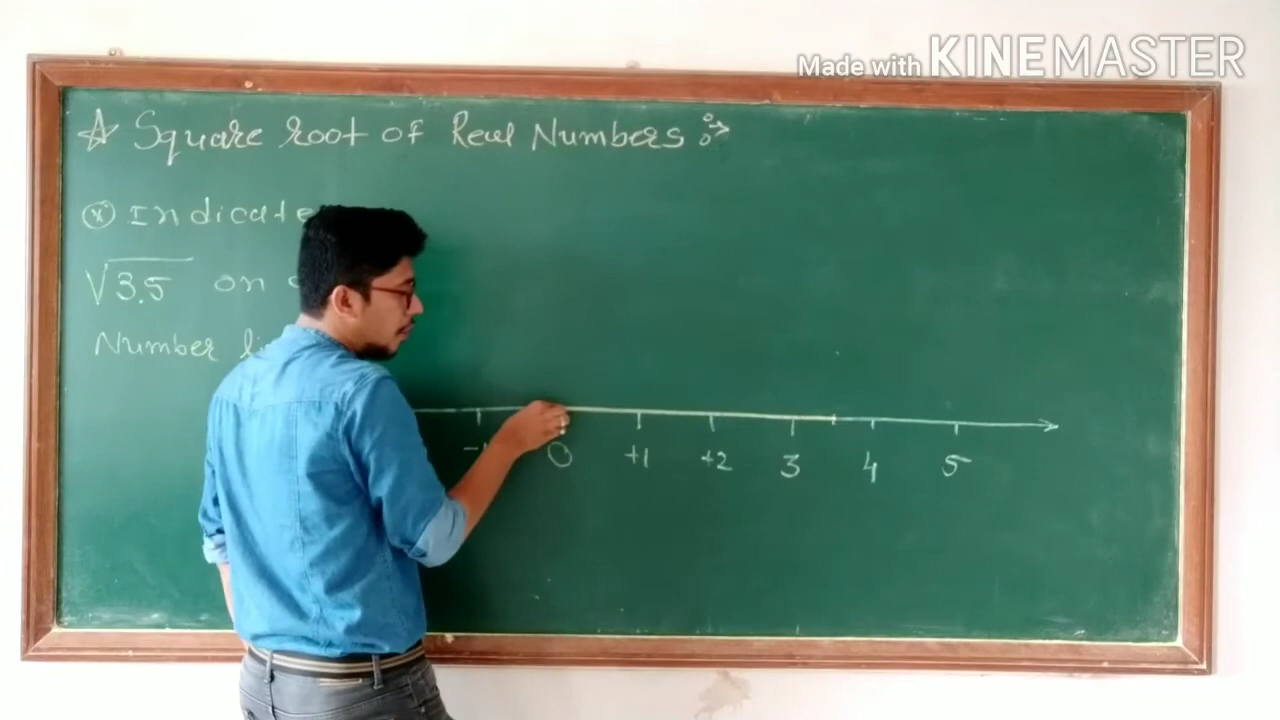 Made with KINEMASTER
☆ Square root of Real Numbers :→
ⓧ Indicate
√3.5 on
Number
0 +1 +2 3 4 5